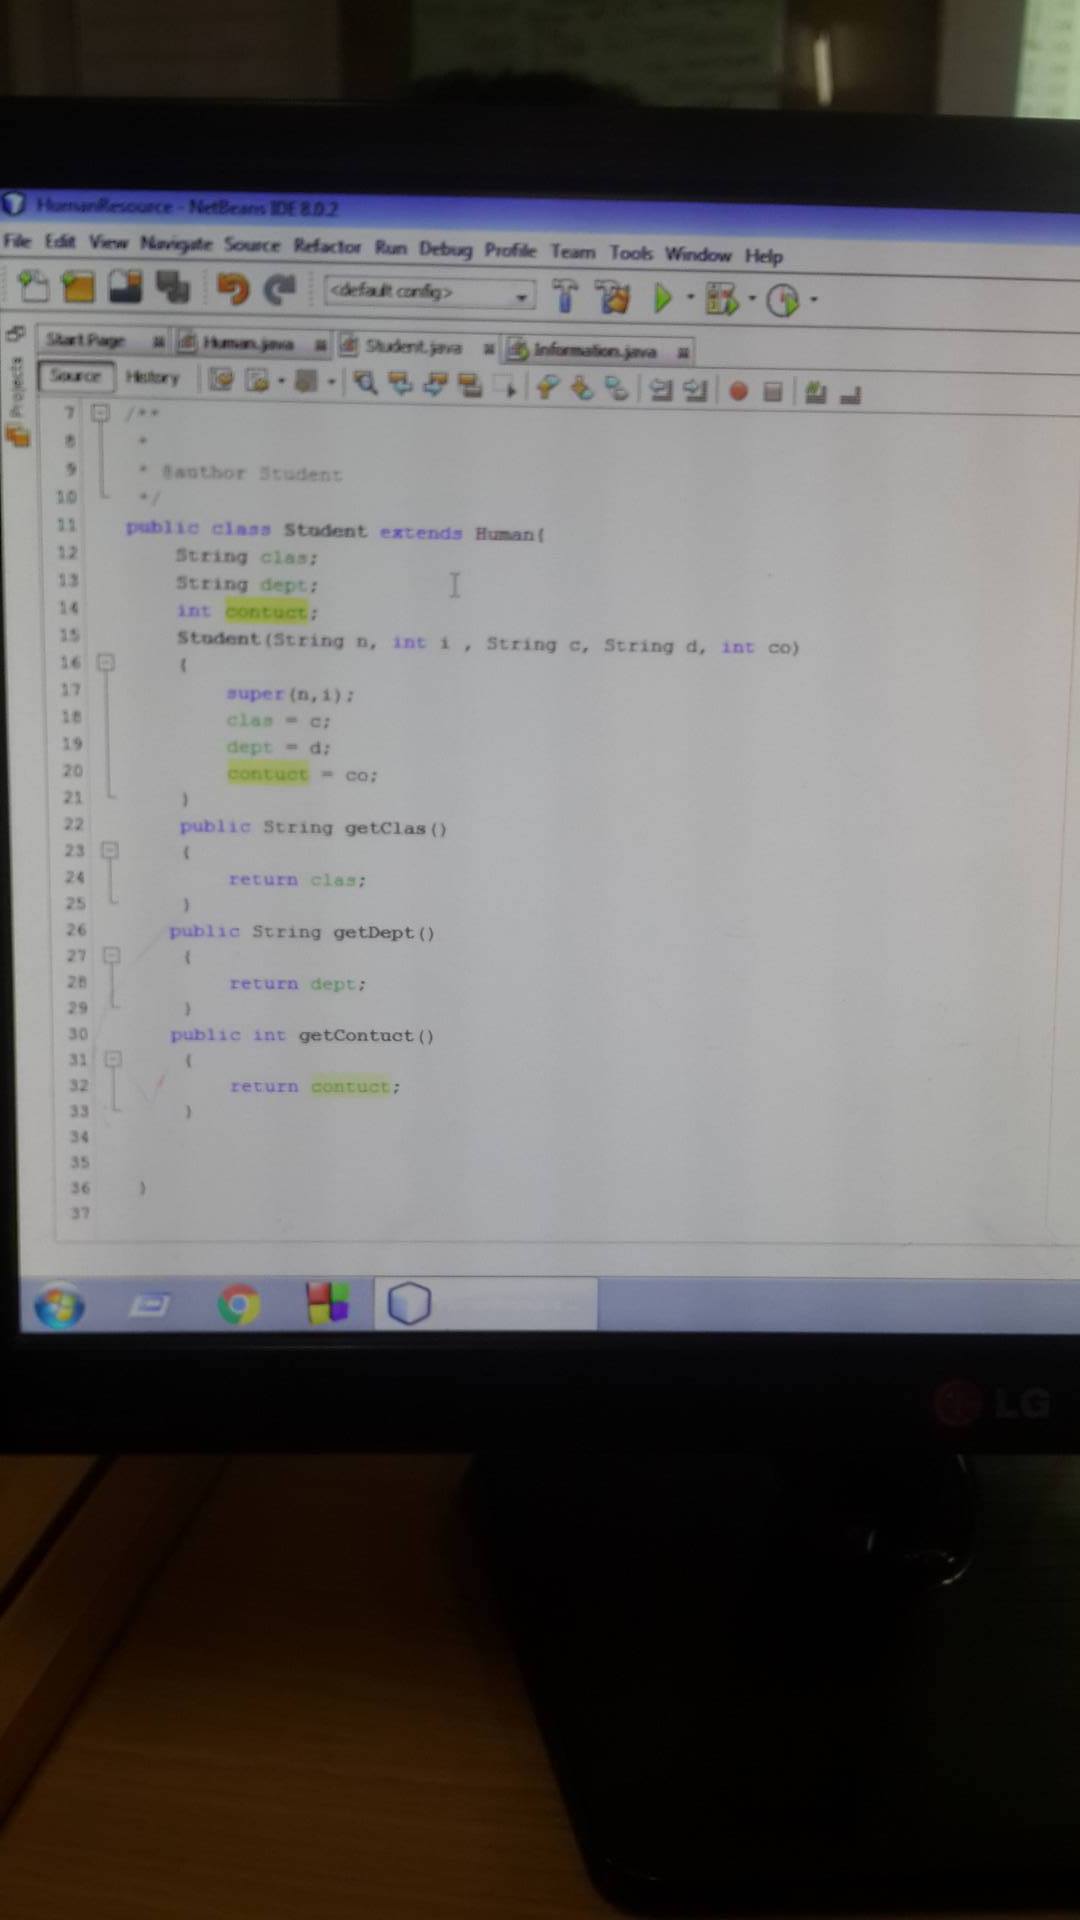 HumanResource - NetBeans IDE 8.0.2
File Edit View Navigate Source Refactor Run Debug Profile Team Tools Window Help
<default config>
Start Page Human.java Student.java Information.java
Source History
Projects
7 /**
8 *
9 * @author Student
10 */
11 public class Student extends Human{
12 String clas;
13 String dept;
14 int contuct;
15 Student(String n, int i , String c, String d, int co)
16 {
17 super(n,i);
18 clas = c;
19 dept = d;
20 contuct = co;
21 }
22 public String getClas()
23 {
24 return clas;
25 }
26 public String getDept()
27 {
28 return dept;
29 }
30 public int getContuct()
31 {
32 return contuct;
33 }
34
35
36 }
37
LG